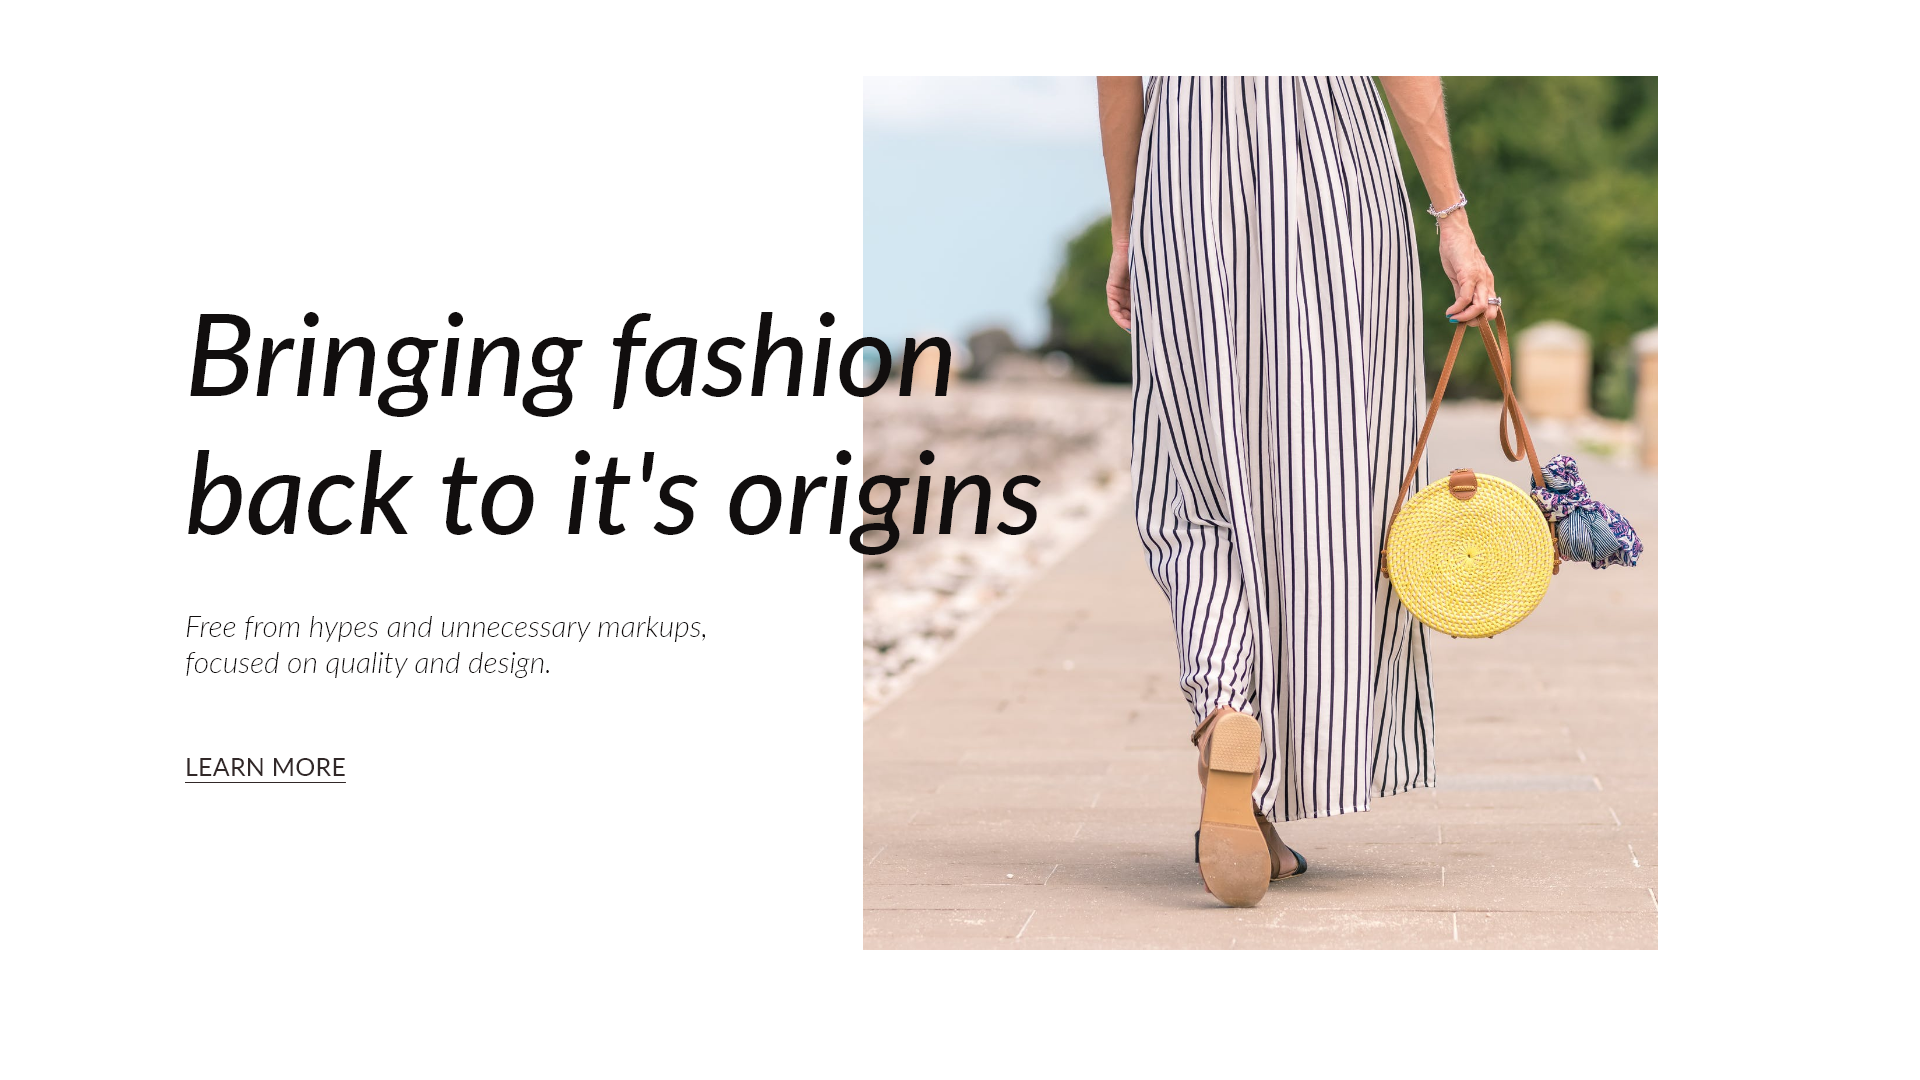 Bringing fashion
back to it's origins
Free from hypes and unnecessary markups,
focused on quality and design.
LEARN MORE